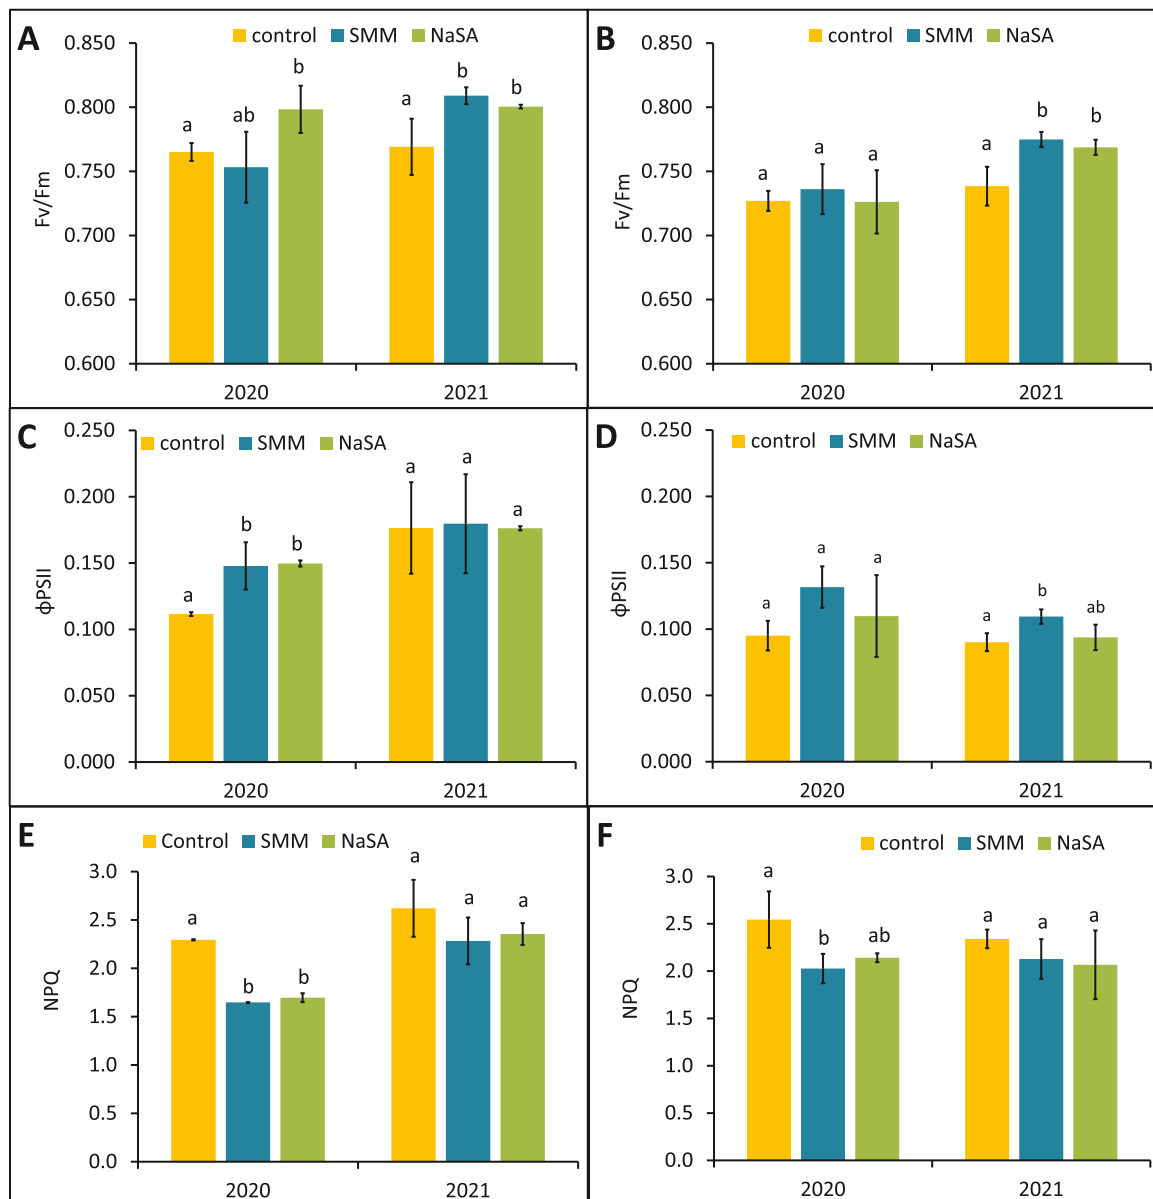 A
control SMM NaSA
0.850
0.800
0.750
0.700
0.650
0.600
Fv/Fm
a ab b a b b
2020 2021
B
control SMM NaSA
0.850
0.800
0.750
0.700
0.650
0.600
Fv/Fm
a a a a b b
2020 2021
C
control SMM NaSA
0.250
0.200
0.150
0.100
0.050
0.000
ϕPSII
a b b a a a
2020 2021
D
control SMM NaSA
0.250
0.200
0.150
0.100
0.050
0.000
ϕPSII
a a a a b ab
2020 2021
E
Control SMM NaSA
3.0
2.5
2.0
1.5
1.0
0.5
0.0
NPQ
a b b a a a
2020 2021
F
control SMM NaSA
3.0
2.5
2.0
1.5
1.0
0.5
0.0
NPQ
a b ab a a a
2020 2021